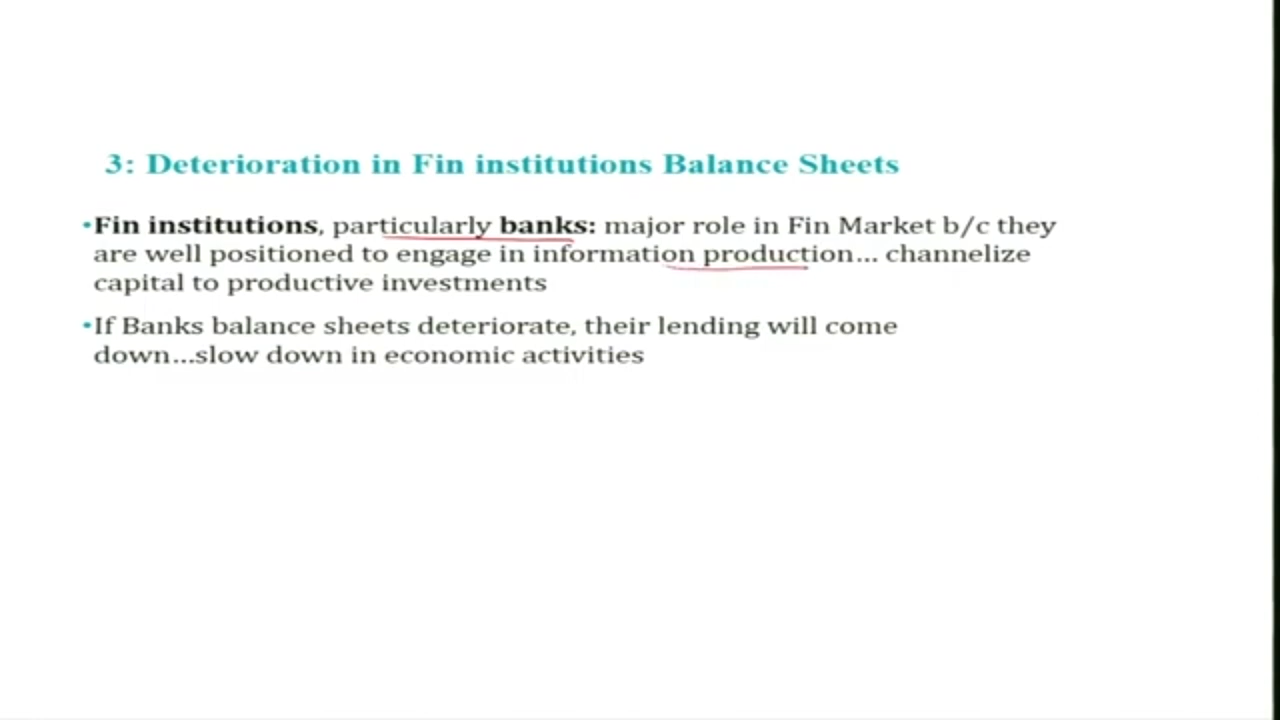 3: Deterioration in Fin institutions Balance Sheets
•Fin institutions, particularly banks: major role in Fin Market b/c they
are well positioned to engage in information production... channelize
capital to productive investments
•If Banks balance sheets deteriorate, their lending will come
down...slow down in economic activities